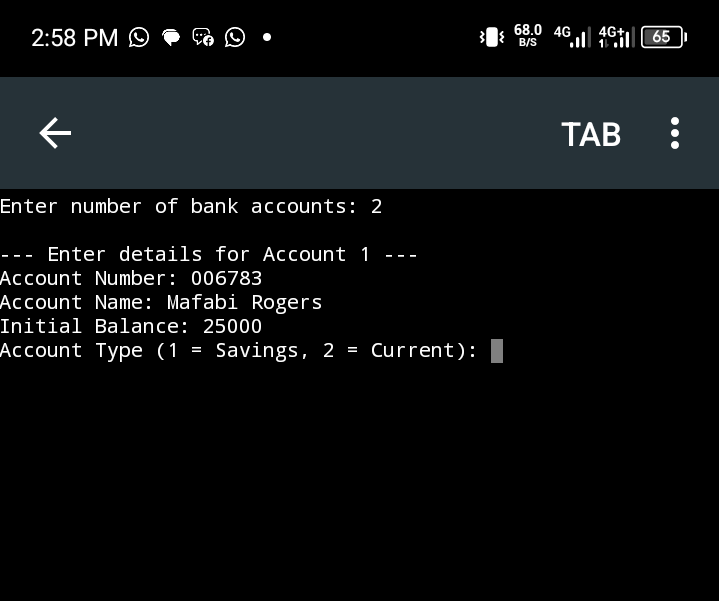 2:58 PM
68.0 B/S 4G 4G+ 65
TAB
Enter number of bank accounts: 2
--- Enter details for Account 1 ---
Account Number: 006783
Account Name: Mafabi Rogers
Initial Balance: 25000
Account Type (1 = Savings, 2 = Current):